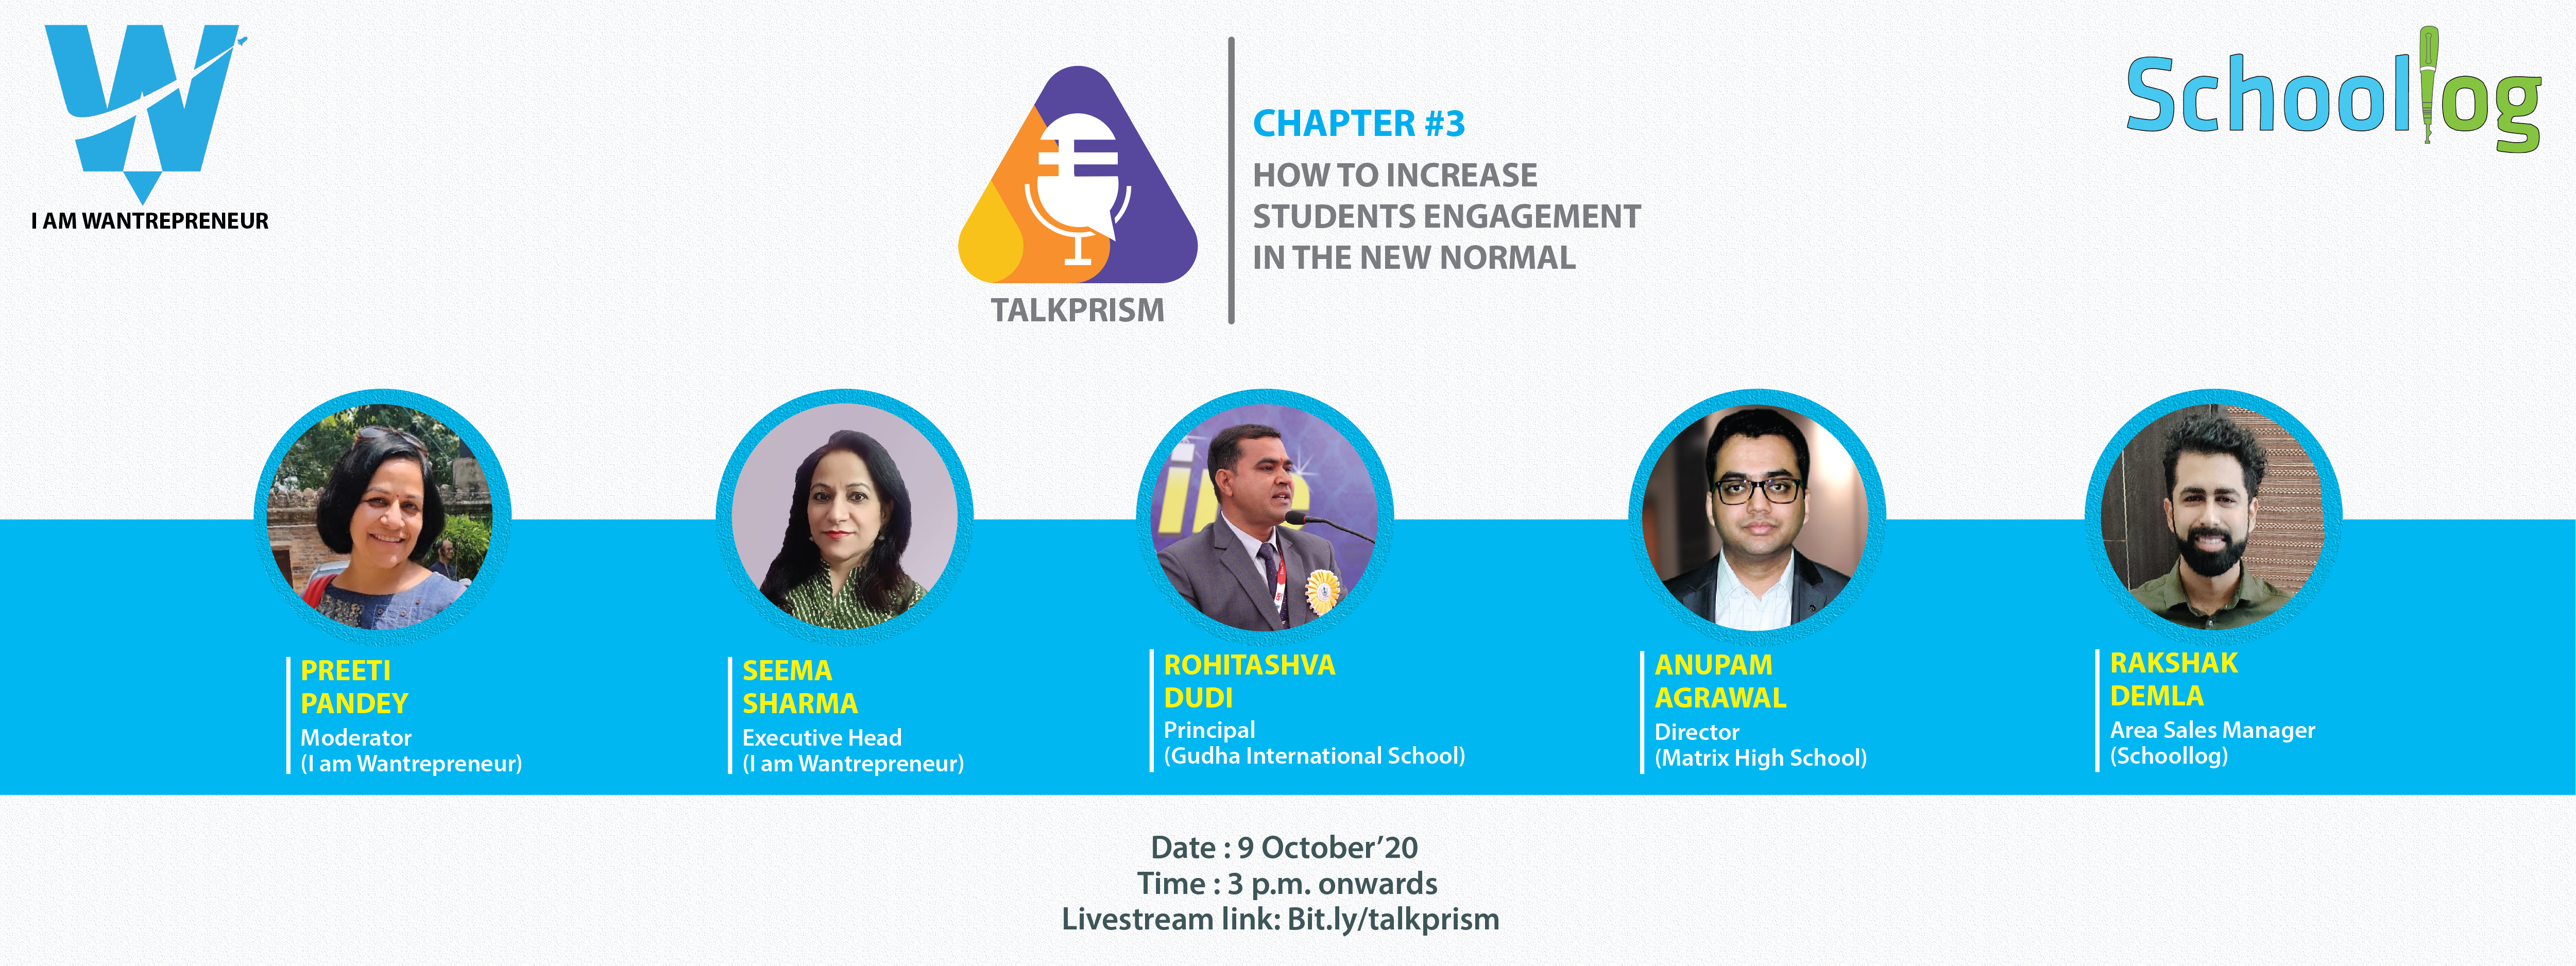 I AM WANTREPRENEUR
TALKPRISM
CHAPTER #3
HOW TO INCREASE
STUDENTS ENGAGEMENT
IN THE NEW NORMAL
Schoollog
PREETI
PANDEY
Moderator
(I am Wantrepreneur)
SEEMA
SHARMA
Executive Head
(I am Wantrepreneur)
ROHITASHVA
DUDI
Principal
(Gudha International School)
ANUPAM
AGRAWAL
Director
(Matrix High School)
RAKSHAK
DEMLA
Area Sales Manager
(Schoollog)
Date : 9 October’20
Time : 3 p.m. onwards
Livestream link: Bit.ly/talkprism